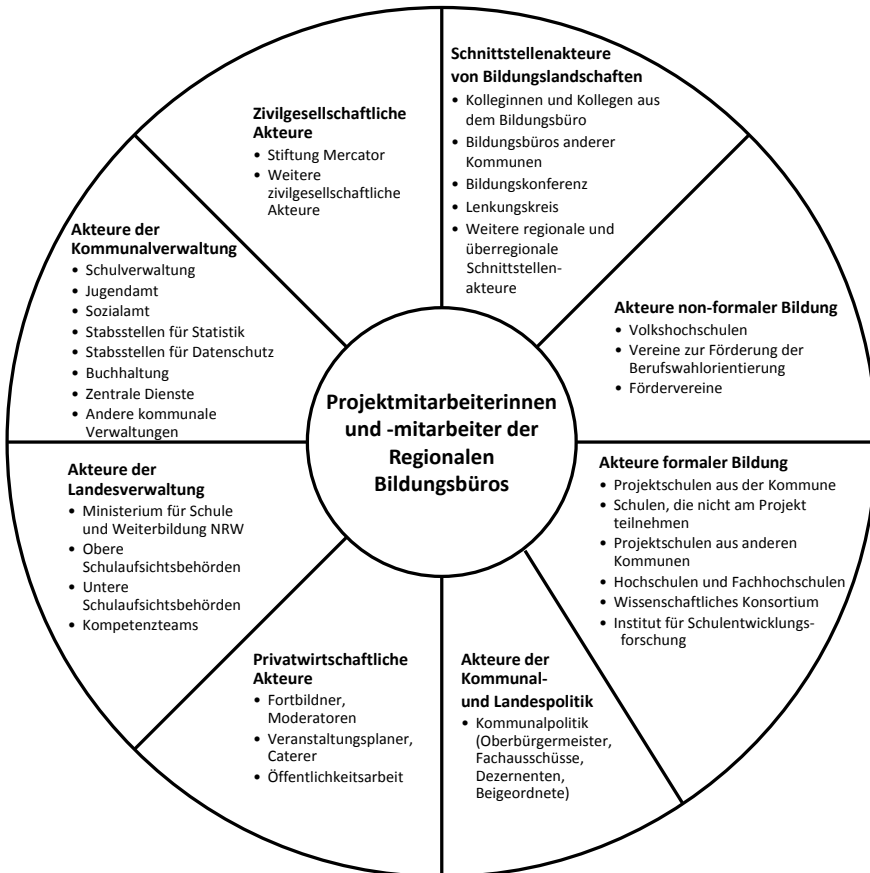 Schnittstellenakteure
von Bildungslandschaften
• Kolleginnen und Kollegen aus
dem Bildungsbüro
• Bildungsbüros anderer
Kommunen
• Bildungskonferenz
• Lenkungskreis
• Weitere regionale und
überregionale
Schnittstellen-
akteure
Akteure non-formaler Bildung
• Volkshochschulen
• Vereine zur Förderung der
Berufswahlorientierung
• Fördervereine
Akteure formaler Bildung
• Projektschulen aus der Kommune
• Schulen, die nicht am Projekt
teilnehmen
• Projektschulen aus anderen
Kommunen
• Hochschulen und Fachhochschulen
• Wissenschaftliches Konsortium
• Institut für Schulentwicklungs-
forschung
Akteure der
Kommunal-
und Landespolitik
• Kommunalpolitik
(Oberbürgermeister,
Fachausschüsse,
Dezernenten,
Beigeordnete)
Privatwirtschaftliche
Akteure
• Fortbildner,
Moderatoren
• Veranstaltungsplaner,
Caterer
• Öffentlichkeitsarbeit
Akteure der
Landesverwaltung
• Ministerium für Schule
und Weiterbildung NRW
• Obere
Schulaufsichtsbehörden
• Untere
Schulaufsichtsbehörden
• Kompetenzteams
Akteure der
Kommunalverwaltung
• Schulverwaltung
• Jugendamt
• Sozialamt
• Stabsstellen für Statistik
• Stabsstellen für Datenschutz
• Buchhaltung
• Zentrale Dienste
• Andere kommunale
Verwaltungen
Zivilgesellschaftliche
Akteure
• Stiftung Mercator
• Weitere
zivilgesellschaftliche
Akteure
Projektmitarbeiterinnen
und -mitarbeiter der
Regionalen
Bildungsbüros